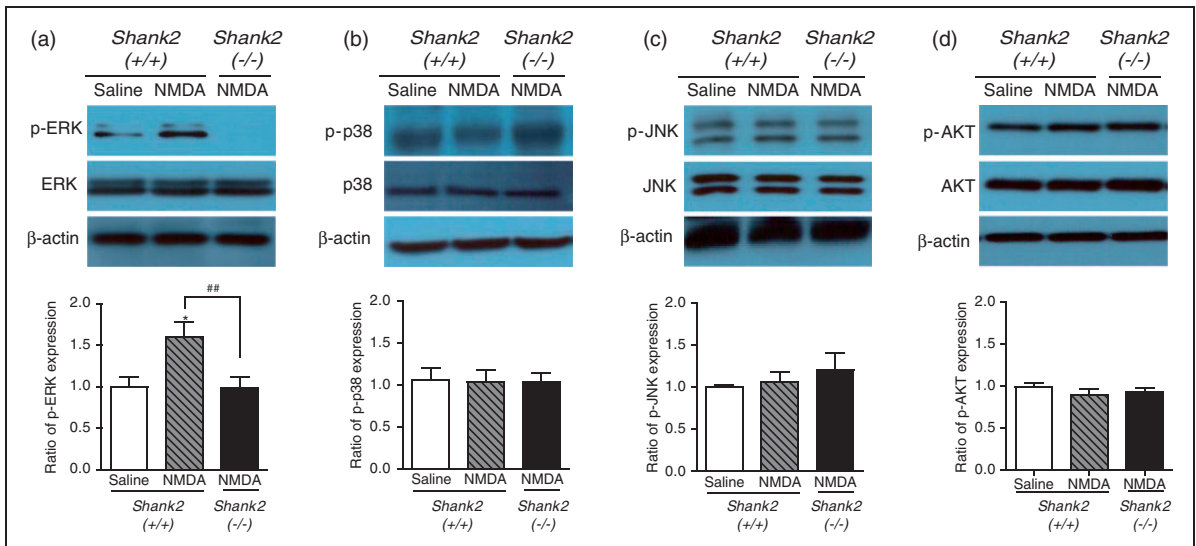 (a)
Shank2 Shank2
(+/+) (-/-)
Saline NMDA NMDA
p-ERK
ERK
β-actin
Ratio of p-ERK expression
2.0
1.5
1.0
0.5
0.0
##
*
Saline NMDA NMDA
Shank2 Shank2
(+/+) (-/-)
(b)
Shank2 Shank2
(+/+) (-/-)
Saline NMDA NMDA
p-p38
p38
β-actin
Ratio of p-p38 expression
2.0
1.5
1.0
0.5
0.0
Saline NMDA NMDA
Shank2 Shank2
(+/+) (-/-)
(c)
Shank2 Shank2
(+/+) (-/-)
Saline NMDA NMDA
p-JNK
JNK
β-actin
Ratio of p-JNK expression
2.0
1.5
1.0
0.5
0.0
Saline NMDA NMDA
Shank2 Shank2
(+/+) (-/-)
(d)
Shank2 Shank2
(+/+) (-/-)
Saline NMDA NMDA
p-AKT
AKT
β-actin
Ratio of p-AKT expression
2.0
1.5
1.0
0.5
0.0
Saline NMDA NMDA
Shank2 Shank2
(+/+) (-/-)